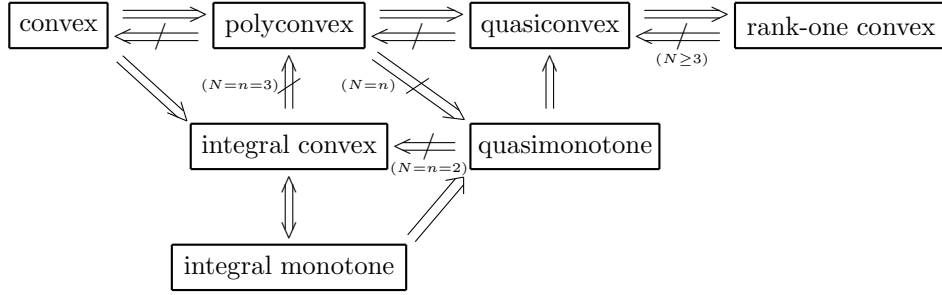 convex
polyconvex
quasiconvex
rank-one convex
(N≥3)
(N=n=3)
(N=n)
integral convex
quasimonotone
(N=n=2)
integral monotone